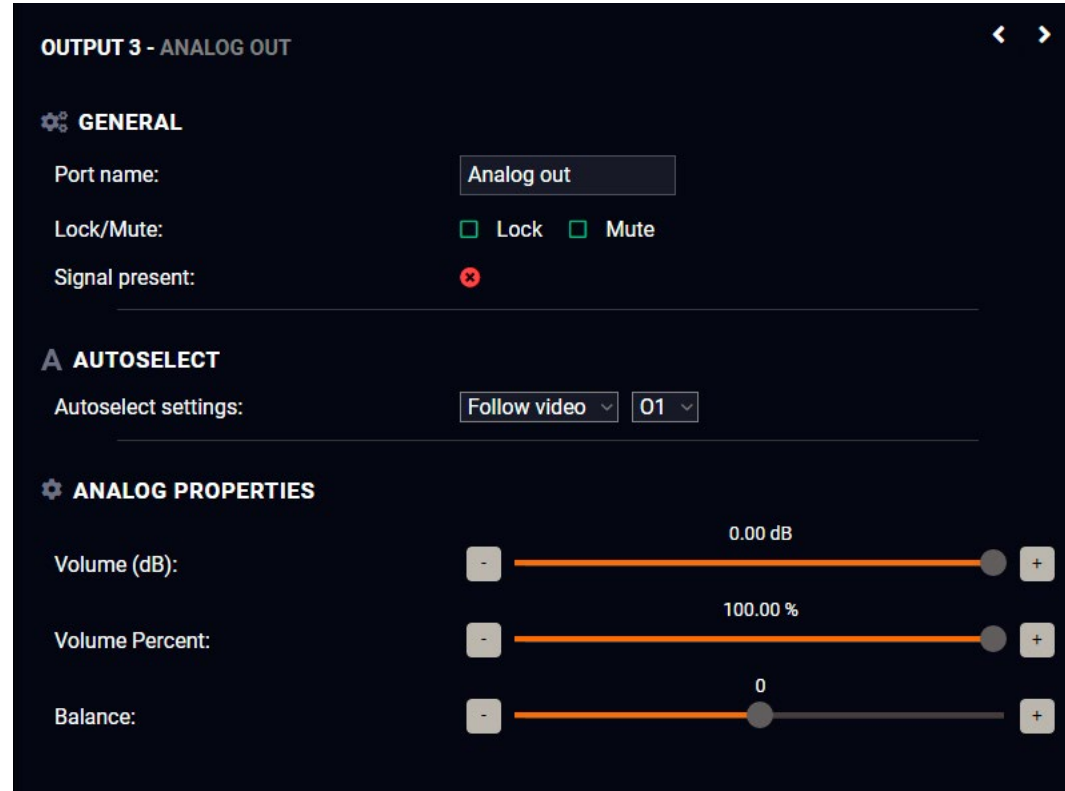 OUTPUT 3 - ANALOG OUT
GENERAL
Port name: Analog out
Lock/Mute: Lock Mute
Signal present:
A AUTOSELECT
Autoselect settings: Follow video O1
ANALOG PROPERTIES
0.00 dB
Volume (dB): - +
100.00 %
Volume Percent: - +
0
Balance: - +